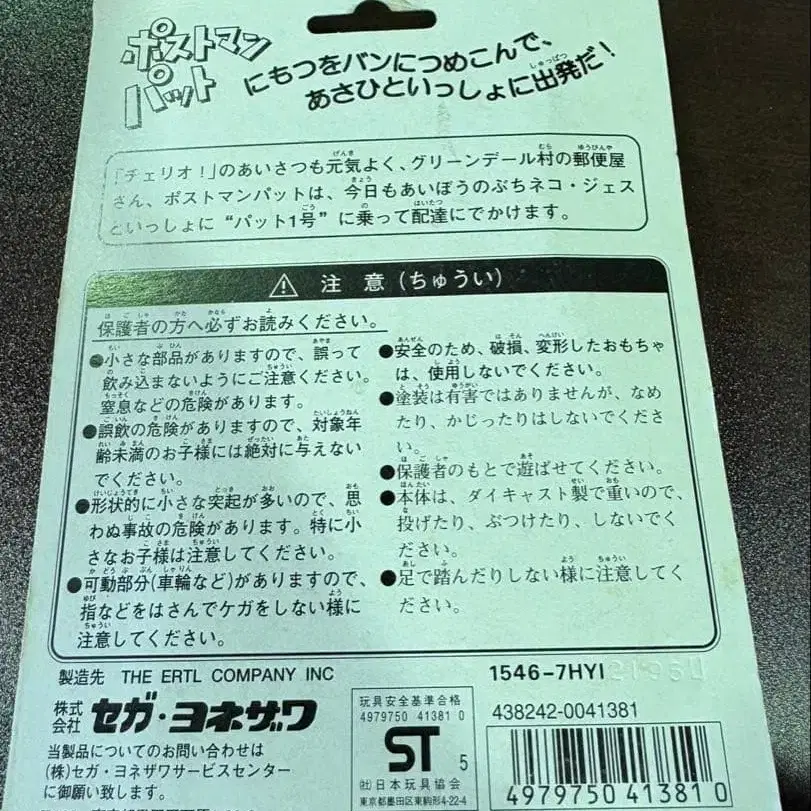 ポストマン
パット
にもつをバンにつめこんで、
あさひといっしょに出発だ！
「チェリオ！」のあいさつも元気よく、グリーンデール村の郵便屋
さん、ポストマンパットは、今日もあいぼうのぶちネコ・ジェス
といっしょに“パット1号”に乗って配達にでかけます。
⚠ 注意（ちゅうい）
保護者の方へ必ずお読みください。
●小さな部品がありますので、誤って
飲み込まないようにご注意ください。
窒息などの危険があります。
●誤飲の危険がありますので、対象年
齢未満のお子様には絶対に与えない
でください。
●形状的に小さな突起が多いので、思
わぬ事故の危険があります。特に小
さなお子様は注意してください。
●可動部分(車輪など)がありますので、
指などをはさんでケガをしない様に
注意してください。
●安全のため、破損、変形したおもちゃ
は、使用しないでください。
●塗装は有害ではありませんが、なめ
たり、かじったりはしないでくださ
い。
●保護者のもとで遊ばせてください。
●本体は、ダイキャスト製で重いので、
投げたり、ぶつけたり、しないでく
ださい。
●足で踏んだりしない様に注意してく
ださい。
製造先 THE ERTL COMPANY INC
株式会社 セガ・ヨネザワ
当製品についてのお問い合わせは
(株)セガ・ヨネザワサービスセンター
に御願い致します。
玩具安全基準合格
4979750 41381 0
ST 5
(社)日本玩具協会
東京都墨田区東駒形4-22-4
1546-7HYI
438242-0041381
4979750 413810